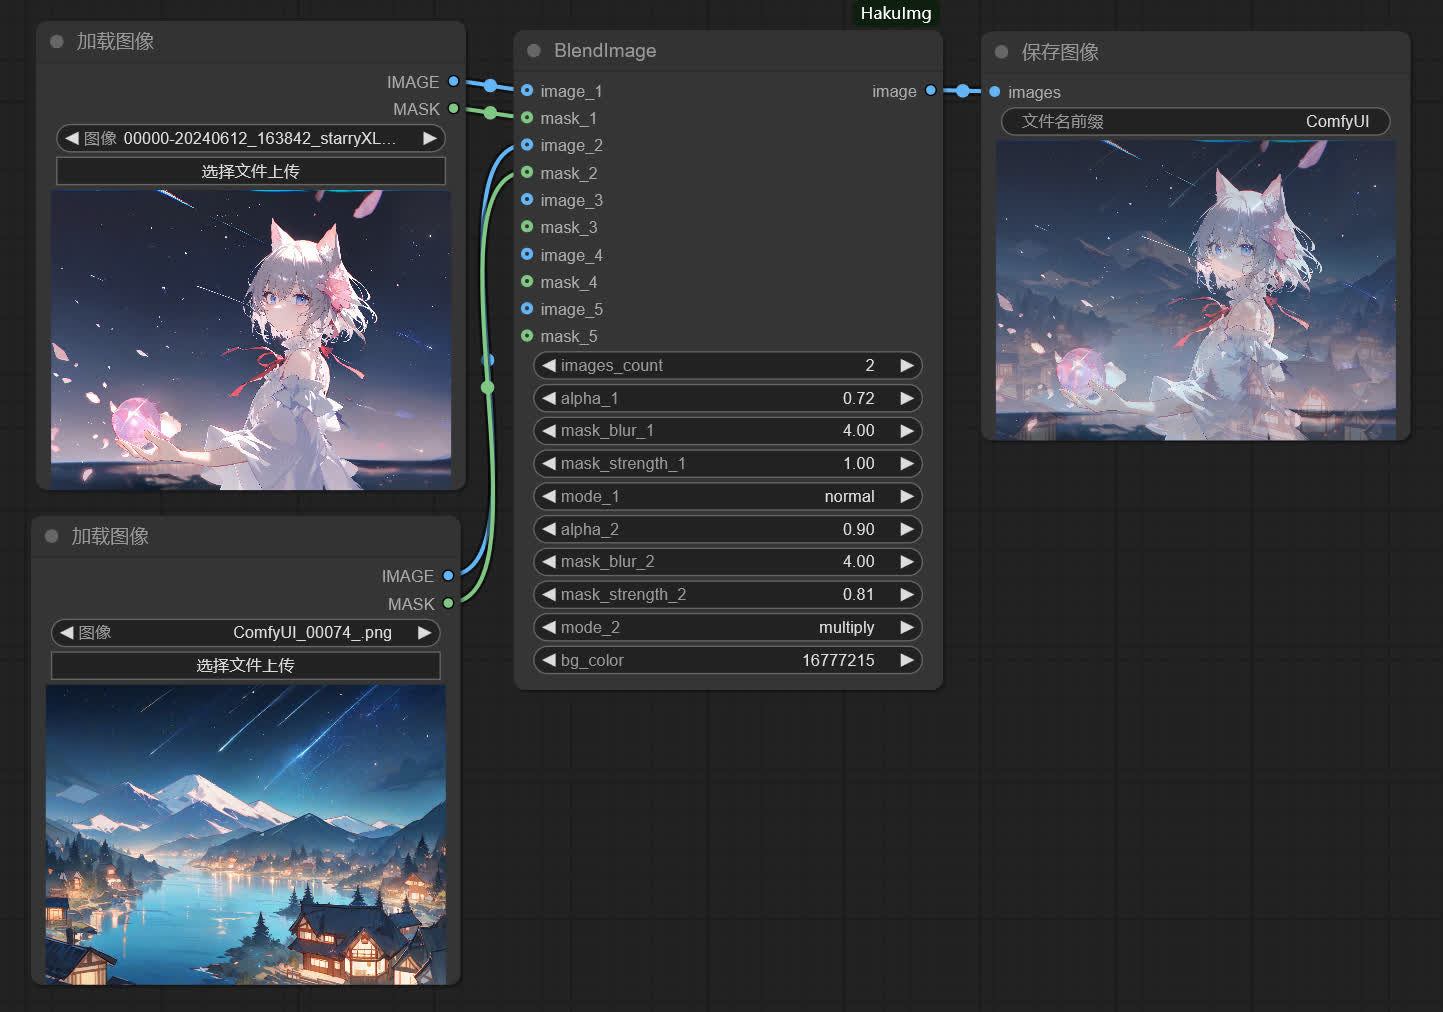 HakuImg
加载图像
IMAGE
MASK
图像 00000-20240612_163842_starryXL...
选择文件上传
加载图像
IMAGE
MASK
图像 ComfyUI_00074_.png
选择文件上传
BlendImage
image_1 image
mask_1
image_2
mask_2
image_3
mask_3
image_4
mask_4
image_5
mask_5
images_count 2
alpha_1 0.72
mask_blur_1 4.00
mask_strength_1 1.00
mode_1 normal
alpha_2 0.90
mask_blur_2 4.00
mask_strength_2 0.81
mode_2 multiply
bg_color 16777215
保存图像
images
文件名前缀 ComfyUI